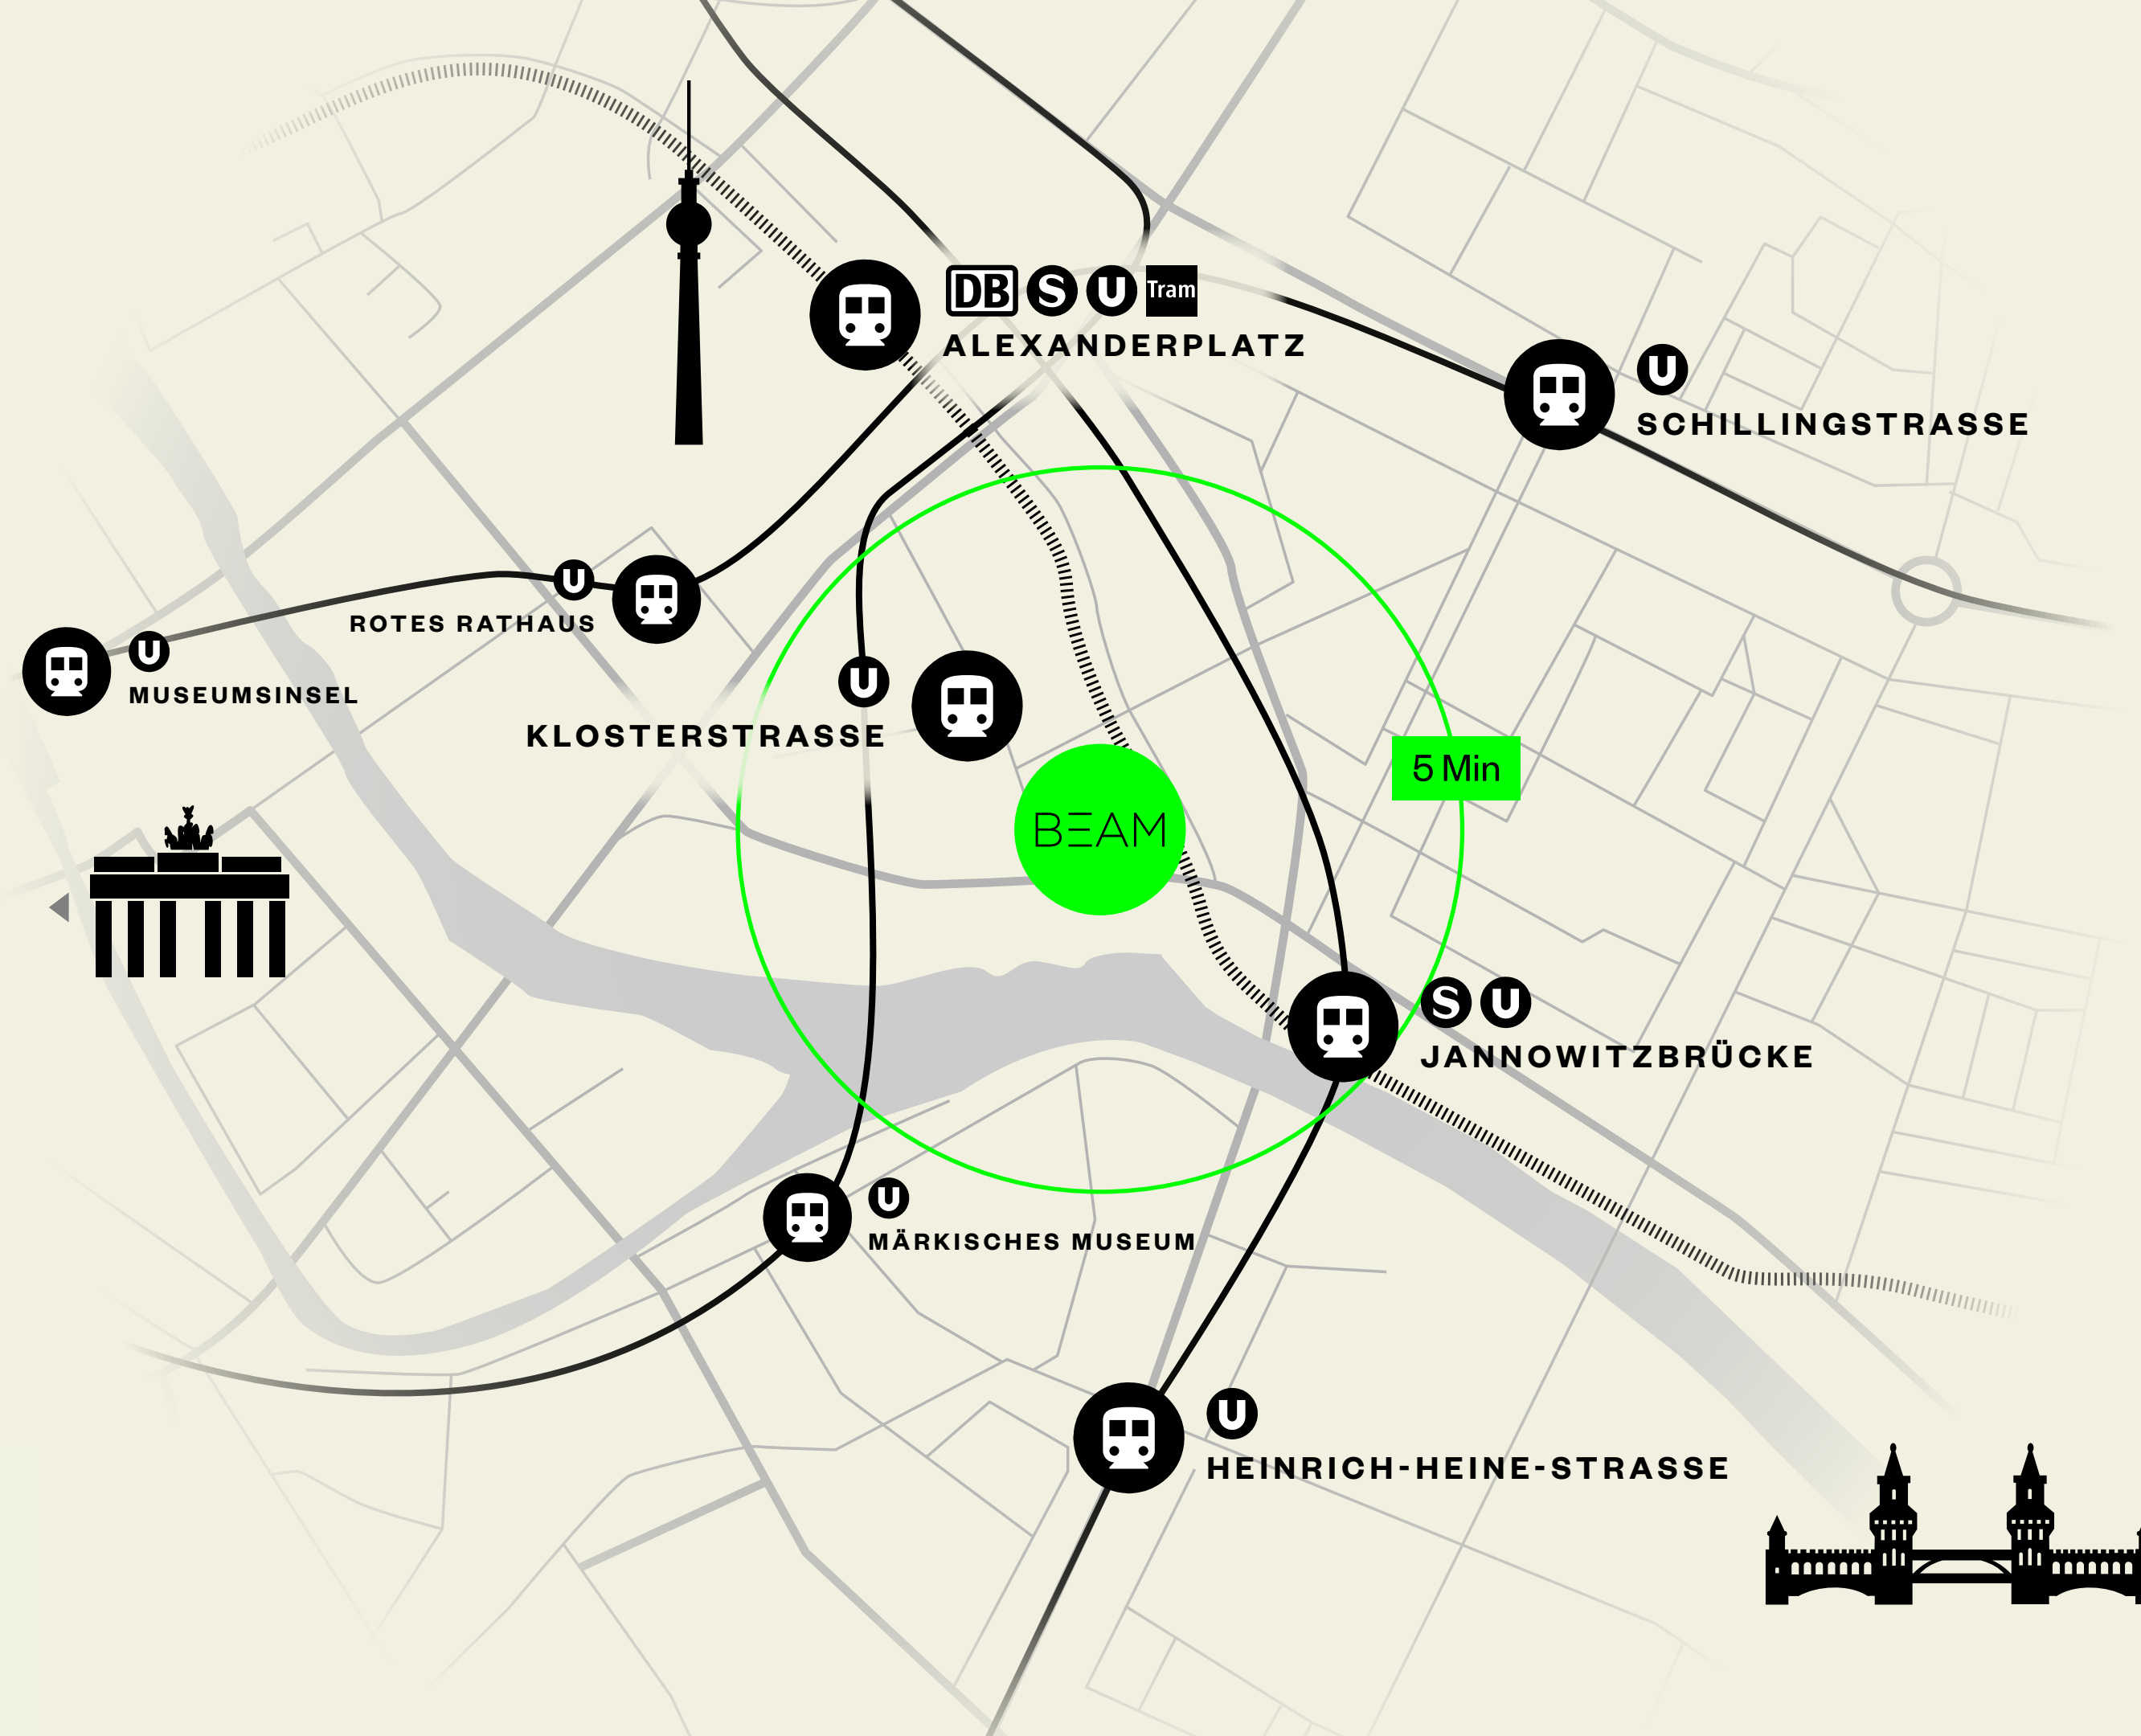 DB S U Tram
ALEXANDERPLATZ
U
SCHILLINGSTRASSE
U
ROTES RATHAUS
U
MUSEUMSINSEL
U
KLOSTERSTRASSE
5 Min
BEAM
S U
JANNOWITZBRÜCKE
U
MÄRKISCHES MUSEUM
U
HEINRICH-HEINE-STRASSE